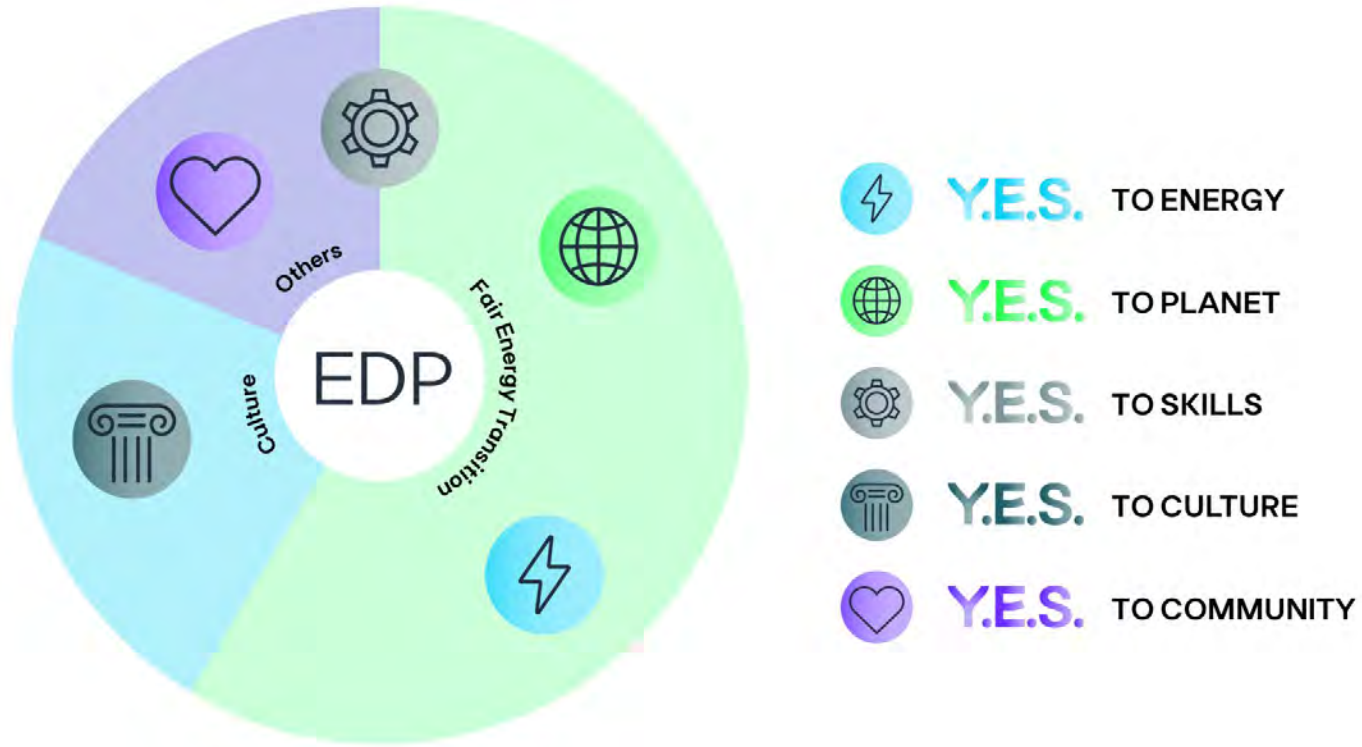 Others
Fair Energy Transition
Culture
EDP
Y.E.S. TO ENERGY
Y.E.S. TO PLANET
Y.E.S. TO SKILLS
Y.E.S. TO CULTURE
Y.E.S. TO COMMUNITY